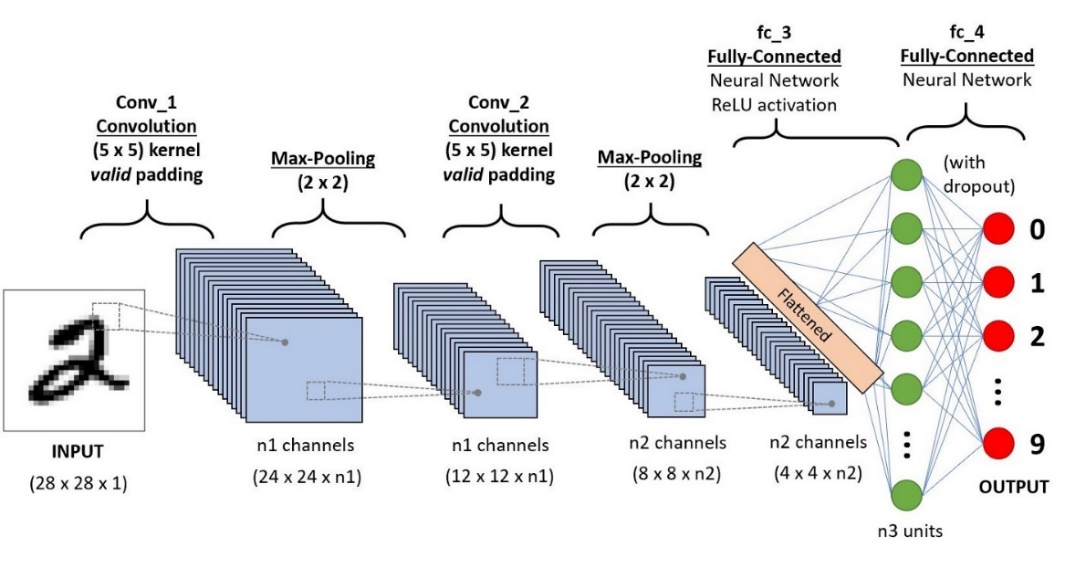 Conv_1
Convolution
(5 x 5) kernel
valid padding
Max-Pooling
(2 x 2)
Conv_2
Convolution
(5 x 5) kernel
valid padding
Max-Pooling
(2 x 2)
fc_3
Fully-Connected
Neural Network
ReLU activation
fc_4
Fully-Connected
Neural Network
(with
dropout)
Flattened
0
1
2
9
OUTPUT
2
INPUT
(28 x 28 x 1)
n1 channels
(24 x 24 x n1)
n1 channels
(12 x 12 x n1)
n2 channels
(8 x 8 x n2)
n2 channels
(4 x 4 x n2)
n3 units